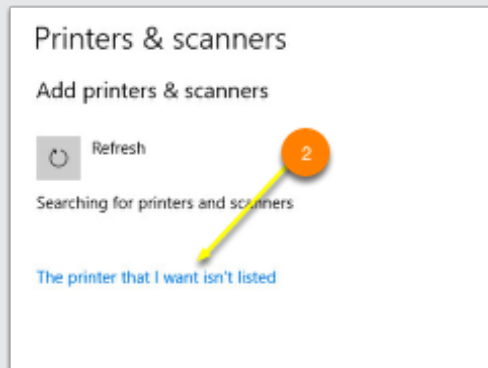 Printers & scanners
Add printers & scanners
Refresh
2
Searching for printers and scanners
The printer that I want isn't listed